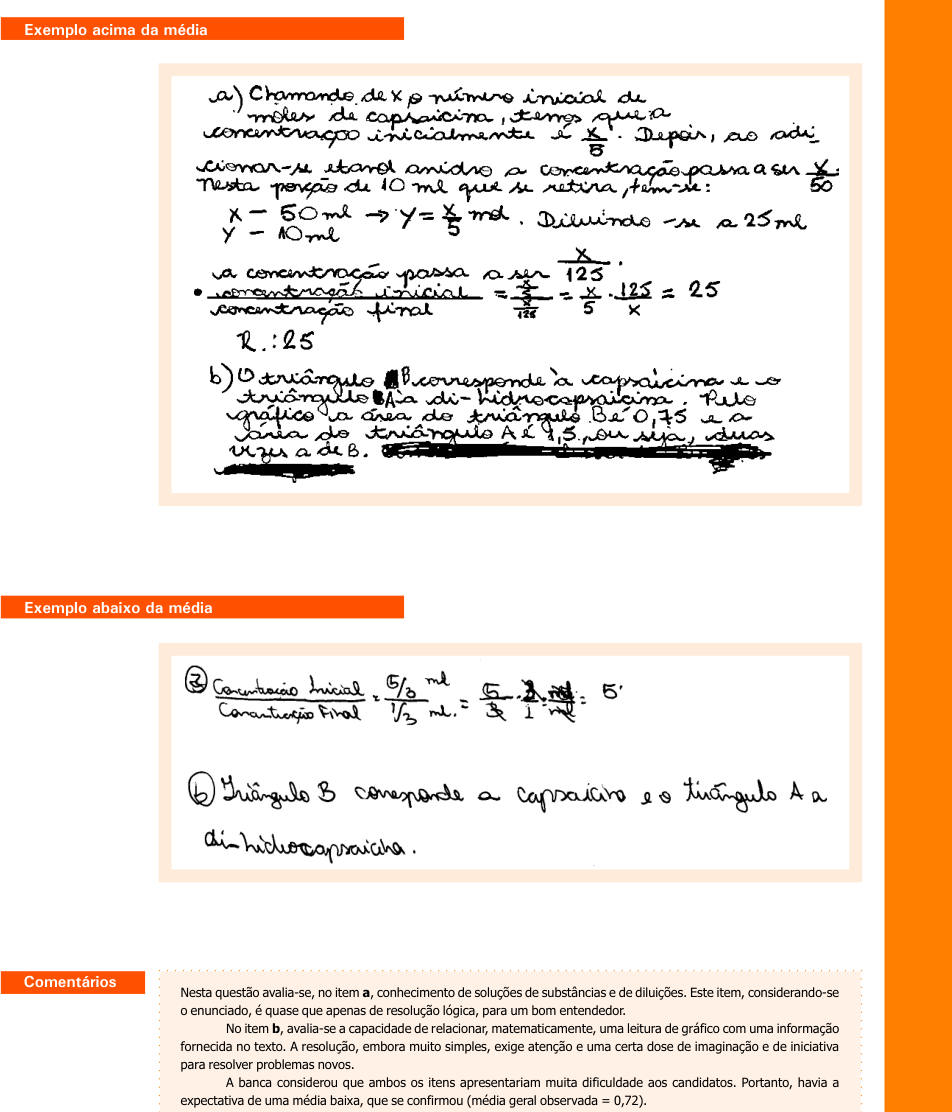 Exemplo acima da média
a) Chamando de x o número inicial de
moles de capsaicina, temos que a
concentração inicialmente é x/5. Depois, ao adi-
cionar-se etanol anidro a concentração passa a ser x/50.
Nesta porção de 10 ml que se retira, tem-se:
x – 50 ml → y = x/5 mol. Diluindo-se a 25 ml
y – 10 ml
a concentração passa a ser x/125.
• concentração inicial / concentração final = (x/5)/(x/125) = x/5 · 125/x = 25
R.: 25
b) O triângulo B corresponde à capsaicina e o
triângulo A à di-hidrocapsaicina. Pelo
gráfico a área do triângulo B é 0,75 e a
área do triângulo A é 1,5, ou seja, duas
vezes a de B.
Exemplo abaixo da média
Concentração Inicial / Concentração Final = ml / ml. = = 5
b) Triângulo B corresponde a capsaicina e o triângulo A a
di-hidrocapsaicina.
Comentários
Nesta questão avalia-se, no item a, conhecimento de soluções de substâncias e de diluições. Este item, considerando-se
o enunciado, é quase que apenas de resolução lógica, para um bom entendedor.
No item b, avalia-se a capacidade de relacionar, matematicamente, uma leitura de gráfico com uma informação
fornecida no texto. A resolução, embora muito simples, exige atenção e uma certa dose de imaginação e de iniciativa
para resolver problemas novos.
A banca considerou que ambos os itens apresentariam muita dificuldade aos candidatos. Portanto, havia a
expectativa de uma média baixa, que se confirmou (média geral observada = 0,72).